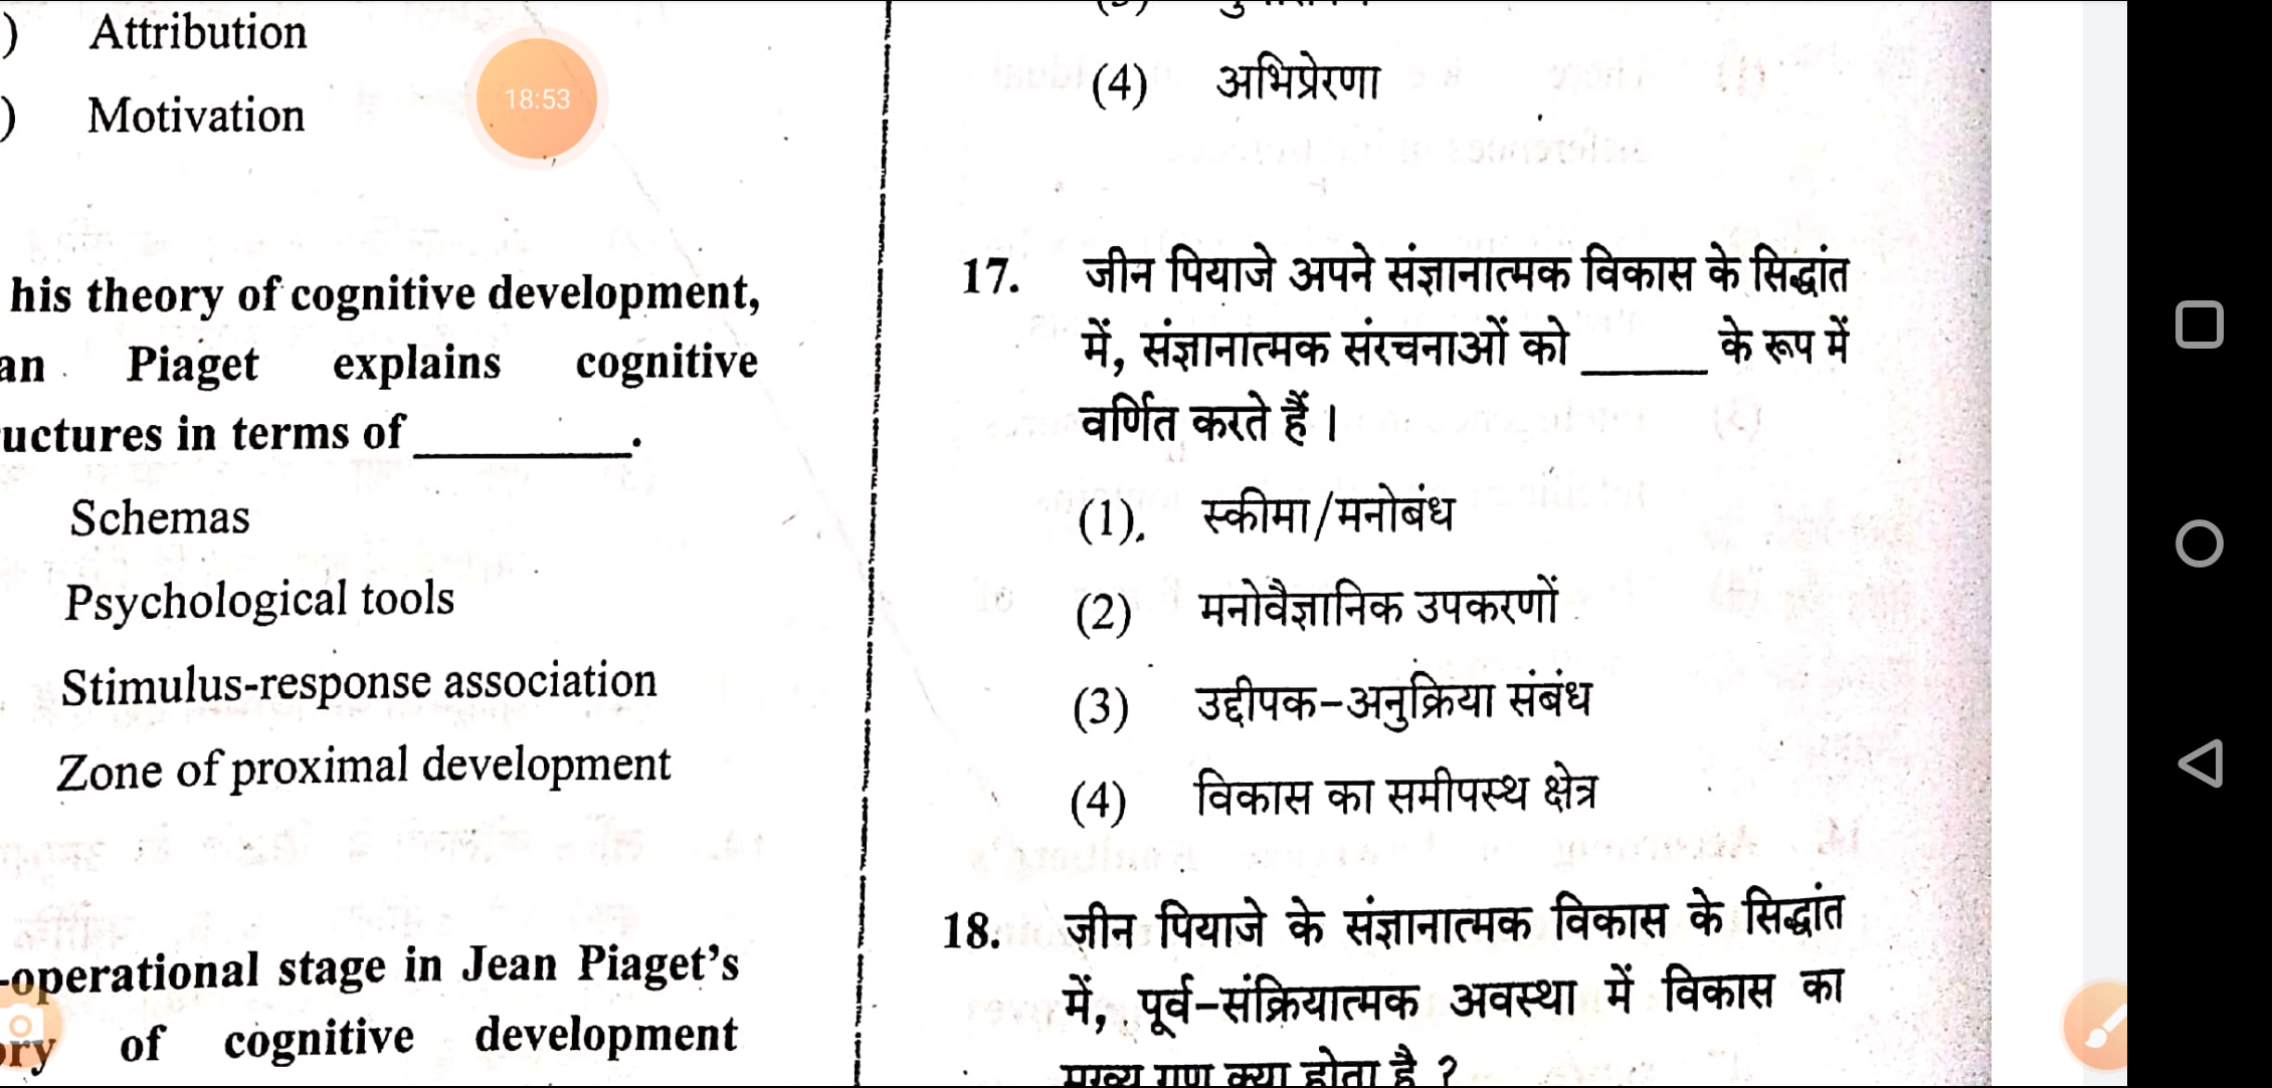 ) Attribution
) Motivation
18:53
his theory of cognitive development,
an Piaget explains cognitive
uctures in terms of ________.
Schemas
Psychological tools
Stimulus-response association
Zone of proximal development
-operational stage in Jean Piaget's
ory of cognitive development
(4) अभिप्रेरणा
17. जीन पियाजे अपने संज्ञानात्मक विकास के सिद्धांत
में, संज्ञानात्मक संरचनाओं को ______ के रूप में
वर्णित करते हैं।
(1) स्कीमा/मनोबंध
(2) मनोवैज्ञानिक उपकरणों
(3) उद्दीपक-अनुक्रिया संबंध
(4) विकास का समीपस्थ क्षेत्र
18. जीन पियाजे के संज्ञानात्मक विकास के सिद्धांत
में, पूर्व-संक्रियात्मक अवस्था में विकास का
मुख्य गुण क्या होता है ?